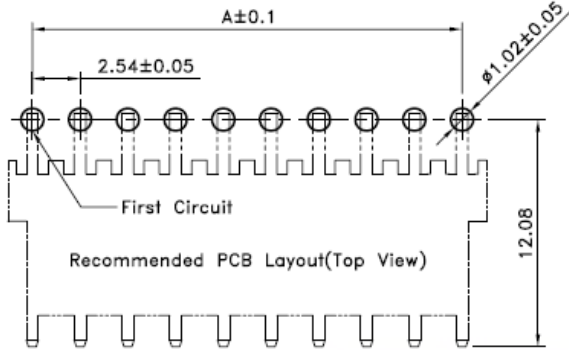 A±0.1
2.54±0.05
ø1.02±0.05
First Circuit
12.08
Recommended PCB Layout(Top View)